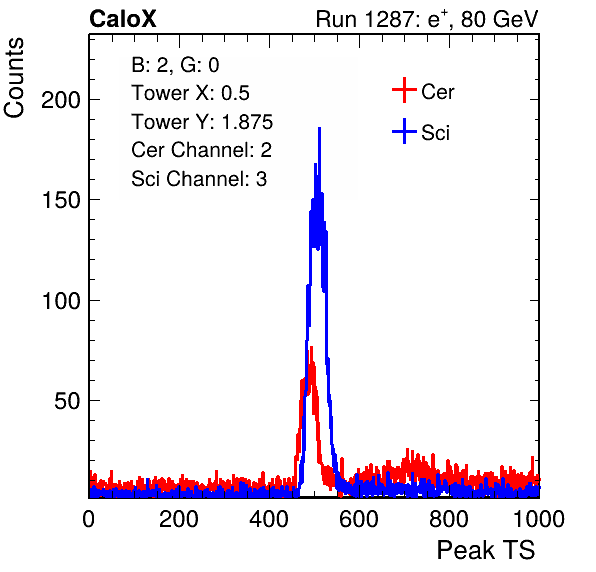 CaloX Run 1287: e⁺, 80 GeV
Counts
B: 2, G: 0
Tower X: 0.5
Tower Y: 1.875
Cer Channel: 2
Sci Channel: 3
Cer
Sci
200
150
100
50
0 200 400 600 800 1000
Peak TS